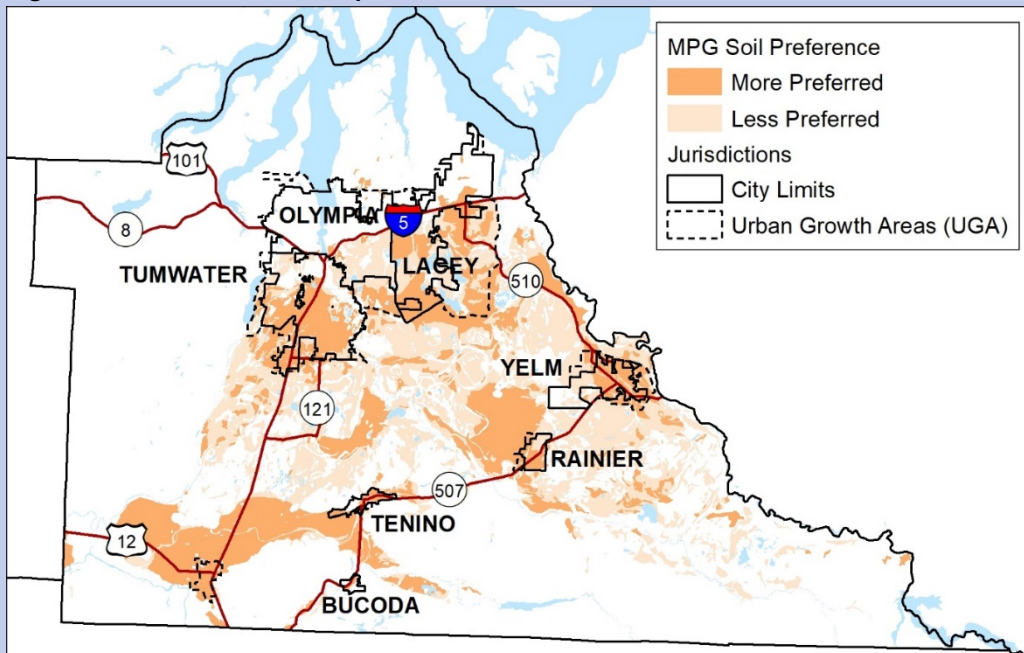 MPG Soil Preference
More Preferred
Less Preferred
Jurisdictions
City Limits
Urban Growth Areas (UGA)
101
8
OLYMPIA
5
TUMWATER
LACEY
510
YELM
121
RAINIER
507
TENINO
12
BUCODA